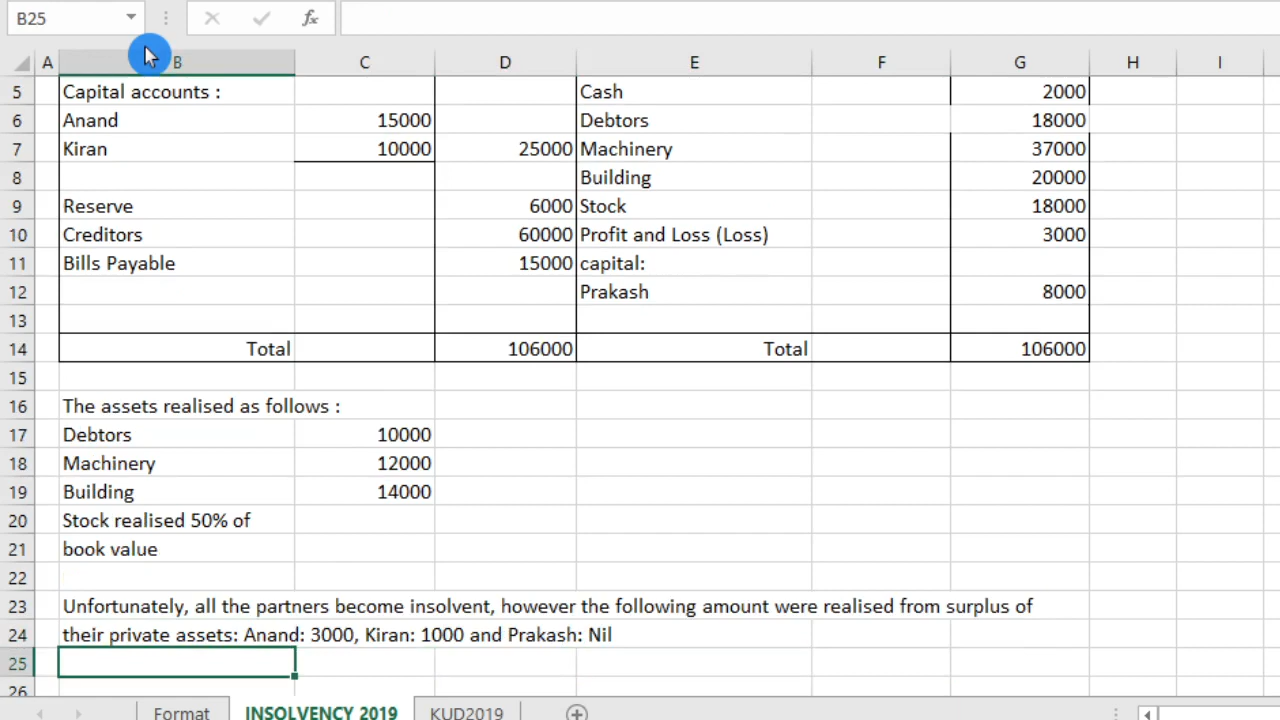 B25 fx
A B C D E F G H I
5 Capital accounts : Cash 2000
6 Anand 15000 Debtors 18000
7 Kiran 10000 25000 Machinery 37000
8 Building 20000
9 Reserve 6000 Stock 18000
10 Creditors 60000 Profit and Loss (Loss) 3000
11 Bills Payable 15000 capital:
12 Prakash 8000
13
14 Total 106000 Total 106000
15
16 The assets realised as follows :
17 Debtors 10000
18 Machinery 12000
19 Building 14000
20 Stock realised 50% of
21 book value
22
23 Unfortunately, all the partners become insolvent, however the following amount were realised from surplus of
24 their private assets: Anand: 3000, Kiran: 1000 and Prakash: Nil
25
26
Format INSOLVENCY 2019 KUD2019